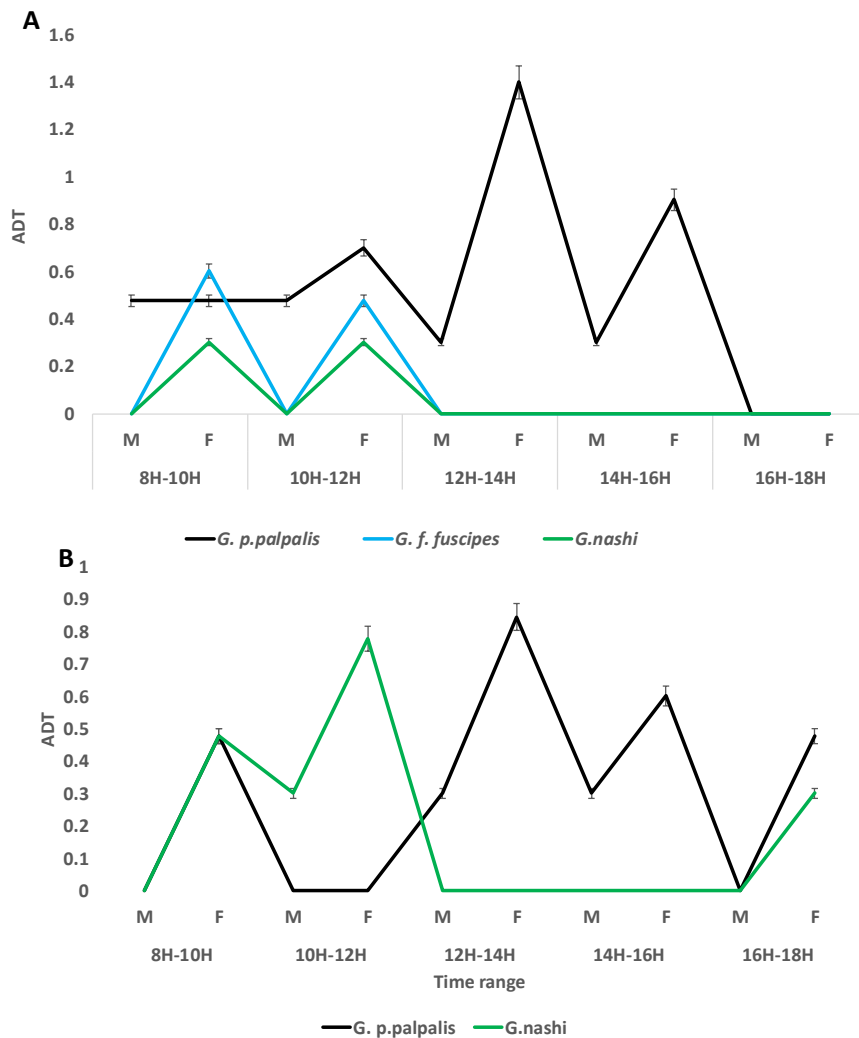 A
1.6
1.4
1.2
1
0.8
0.6
0.4
0.2
0
ADT
M F M F M F M F M F
8H-10H 10H-12H 12H-14H 14H-16H 16H-18H
G. p.palpalis G. f. fuscipes G.nashi
B
1
0.9
0.8
0.7
0.6
0.5
0.4
0.3
0.2
0.1
0
ADT
M F M F M F M F M F
8H-10H 10H-12H 12H-14H 14H-16H 16H-18H
Time range
G. p.palpalis G.nashi